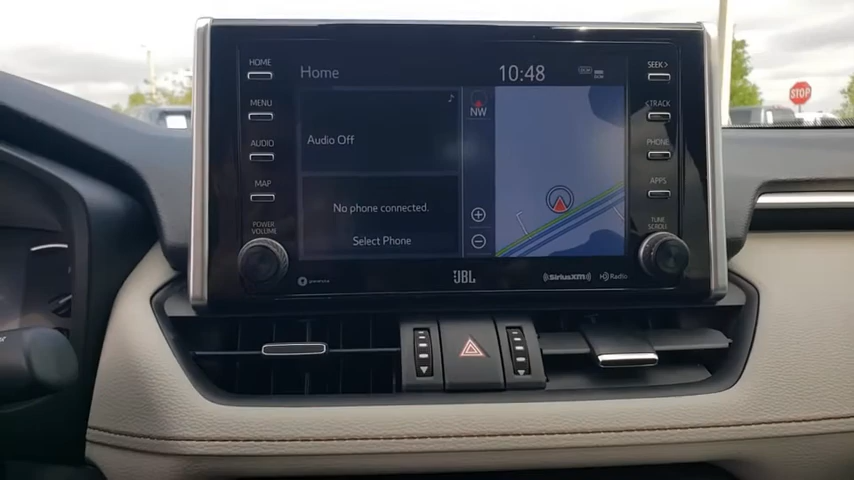 HOME
MENU
AUDIO
MAP
POWER
VOLUME
Home
10:48
Audio Off
NW
No phone connected.
Select Phone
+
−
SEEK >
TRACK
PHONE
APPS
TUNE
SCROLL
JBL
((SiriusXM))
HD Radio
STOP